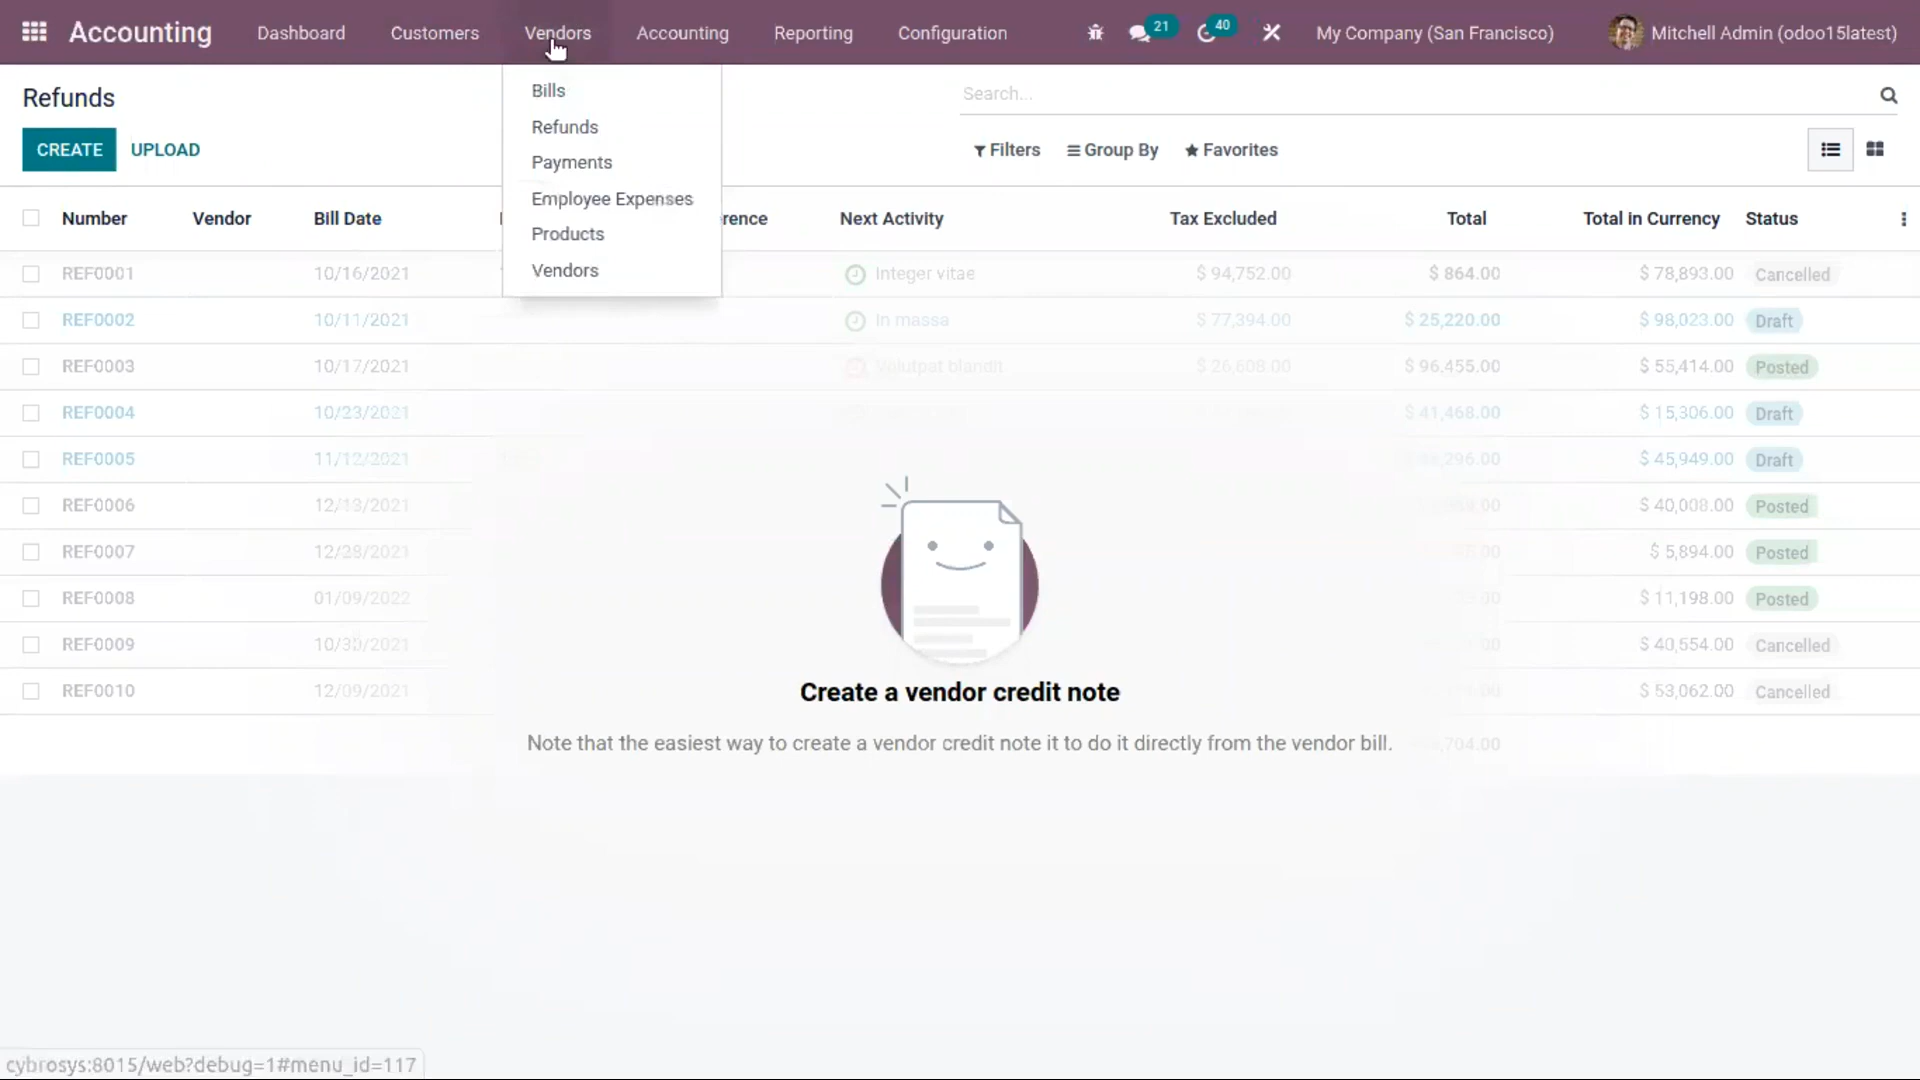 Accounting Dashboard Customers Vendors Accounting Reporting Configuration 21 40 My Company (San Francisco) Mitchell Admin (odoo15latest)
Refunds
Search...
CREATE UPLOAD
Filters Group By Favorites
Bills
Refunds
Payments
Employee Expenses
Products
Vendors
Number Vendor Bill Date Next Activity Tax Excluded Total Total in Currency Status
REF0001 10/16/2021 Integer vitae $ 94,752.00 $ 864.00 $ 78,893.00 Cancelled
REF0002 10/11/2021 In massa $ 77,394.00 $ 25,220.00 $ 98,023.00 Draft
REF0003 10/17/2021 Volutpat blandit $ 26,608.00 $ 96,455.00 $ 55,414.00 Posted
REF0004 10/23/2021 $ 41,468.00 $ 15,306.00 Draft
REF0005 11/12/2021 $ 45,949.00 Draft
REF0006 12/13/2021 $ 40,008.00 Posted
REF0007 12/28/2021 $ 5,894.00 Posted
REF0008 01/09/2022 $ 11,198.00 Posted
REF0009 10/30/2021 $ 40,554.00 Cancelled
REF0010 12/09/2021 $ 53,062.00 Cancelled
Create a vendor credit note
Note that the easiest way to create a vendor credit note it to do it directly from the vendor bill.
cybrosys:8015/web?debug=1#menu_id=117